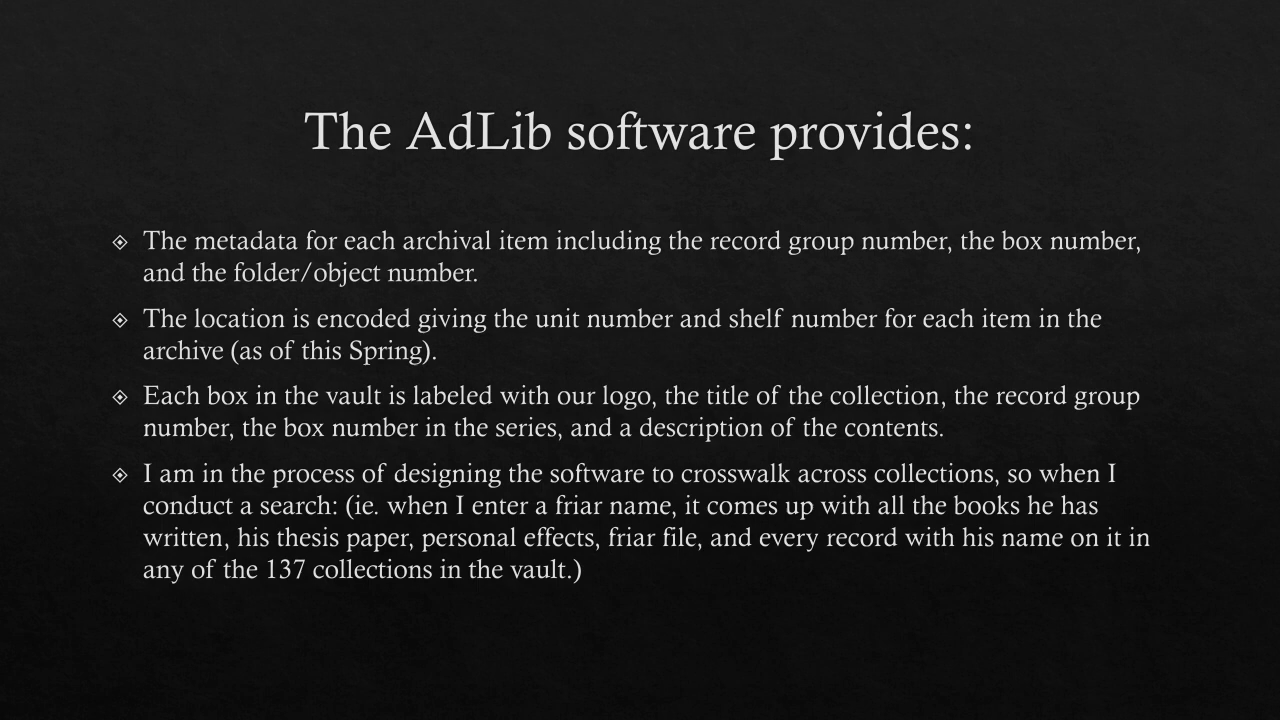 The AdLib software provides:
The metadata for each archival item including the record group number, the box number,
and the folder/object number.
The location is encoded giving the unit number and shelf number for each item in the
archive (as of this Spring).
Each box in the vault is labeled with our logo, the title of the collection, the record group
number, the box number in the series, and a description of the contents.
I am in the process of designing the software to crosswalk across collections, so when I
conduct a search: (ie. when I enter a friar name, it comes up with all the books he has
written, his thesis paper, personal effects, friar file, and every record with his name on it in
any of the 137 collections in the vault.)